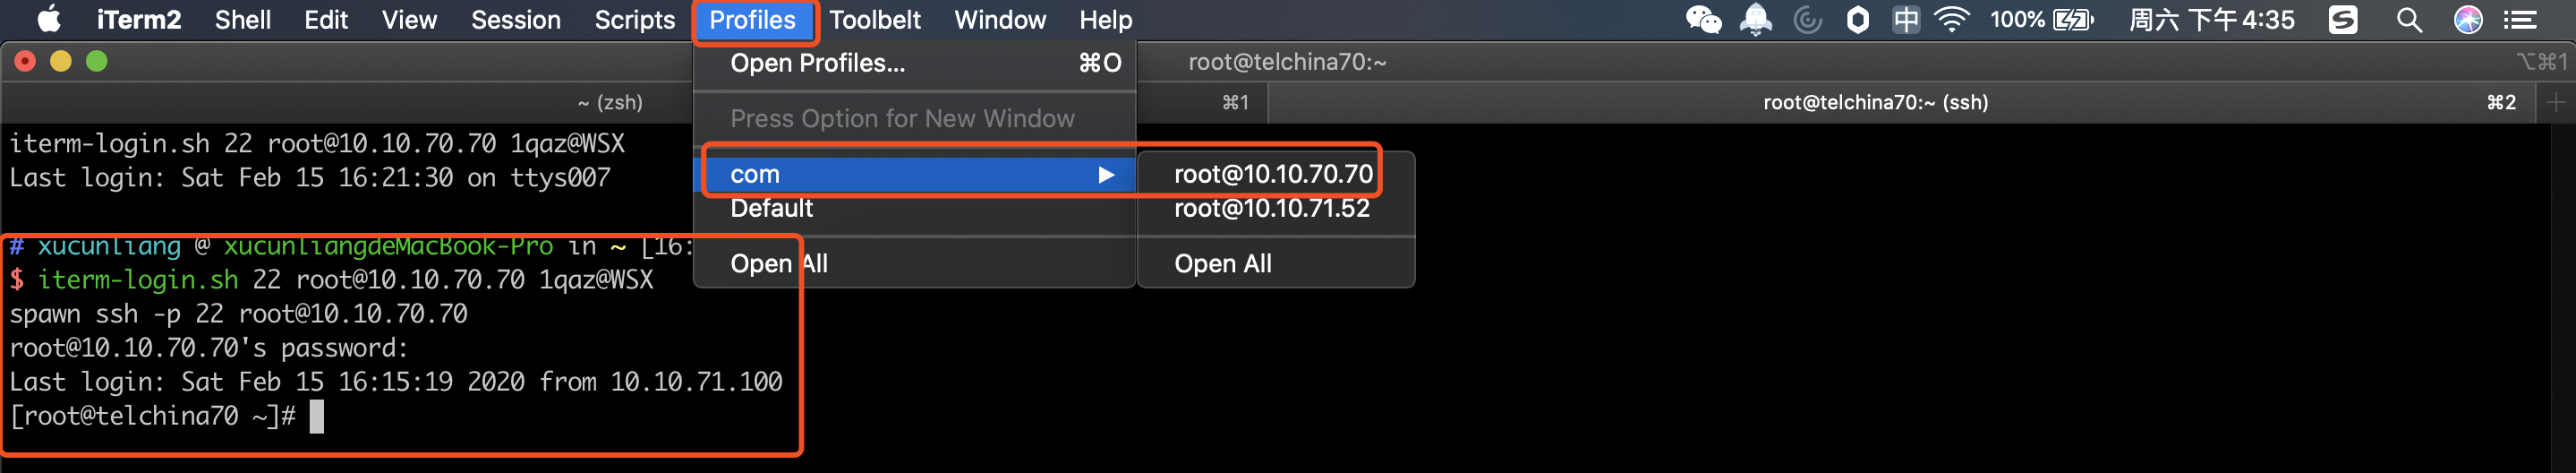 iTerm2 Shell Edit View Session Scripts Profiles Toolbelt Window Help 中 100% 周六 下午 4:35
root@telchina70:~ ⌥⌘1
~ (zsh) ⌘1 root@telchina70:~ (ssh) ⌘2
Open Profiles... ⌘O
Press Option for New Window
com
Default
Open All
root@10.10.70.70
root@10.10.71.52
Open All
iterm-login.sh 22 root@10.10.70.70 1qaz@WSX
Last login: Sat Feb 15 16:21:30 on ttys007
# xucunliang @ xucunliangdeMacBook-Pro in ~ [16:
$ iterm-login.sh 22 root@10.10.70.70 1qaz@WSX
spawn ssh -p 22 root@10.10.70.70
root@10.10.70.70's password:
Last login: Sat Feb 15 16:15:19 2020 from 10.10.71.100
[root@telchina70 ~]#